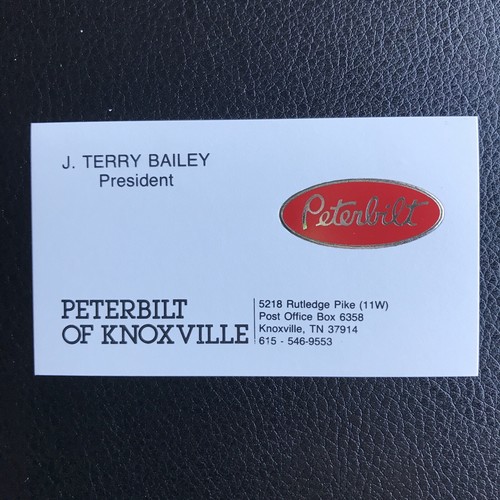 J. TERRY BAILEY
President
Peterbilt
PETERBILT
OF KNOXVILLE
5218 Rutledge Pike (11W)
Post Office Box 6358
Knoxville, TN 37914
615 - 546-9553